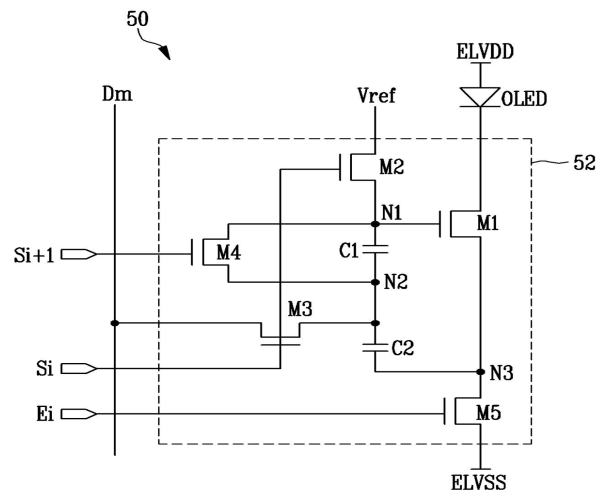 50
ELVDD
Dm
Vref
OLED
M2
52
N1
M1
Si+1
M4
C1
N2
M3
C2
Si
N3
Ei
M5
ELVSS